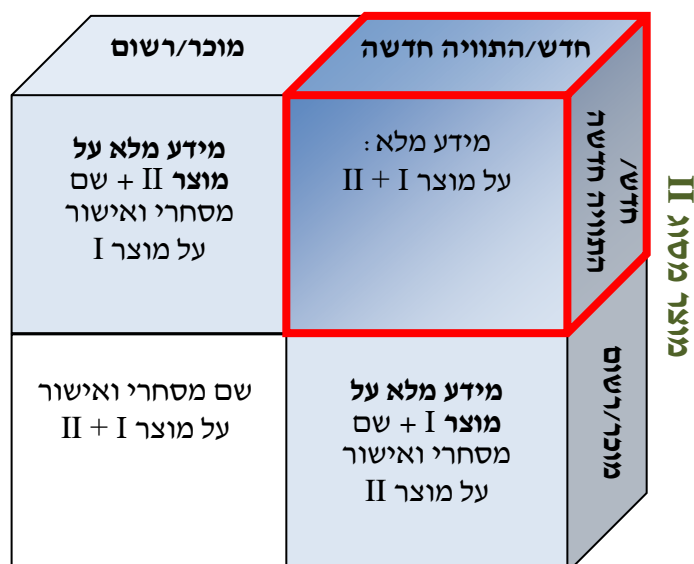 חדש/התוויה חדשה
מוכר/רשום
חדש/
התוויה חדשה
מידע מלא:
על מוצר I + II
מידע מלא על
מוצר II + שם
מסחרי ואישור
על מוצר I
מוצר מסוג II
מוכר/רשום
מידע מלא על
מוצר I + שם
מסחרי ואישור
על מוצר II
שם מסחרי ואישור
על מוצר I + II